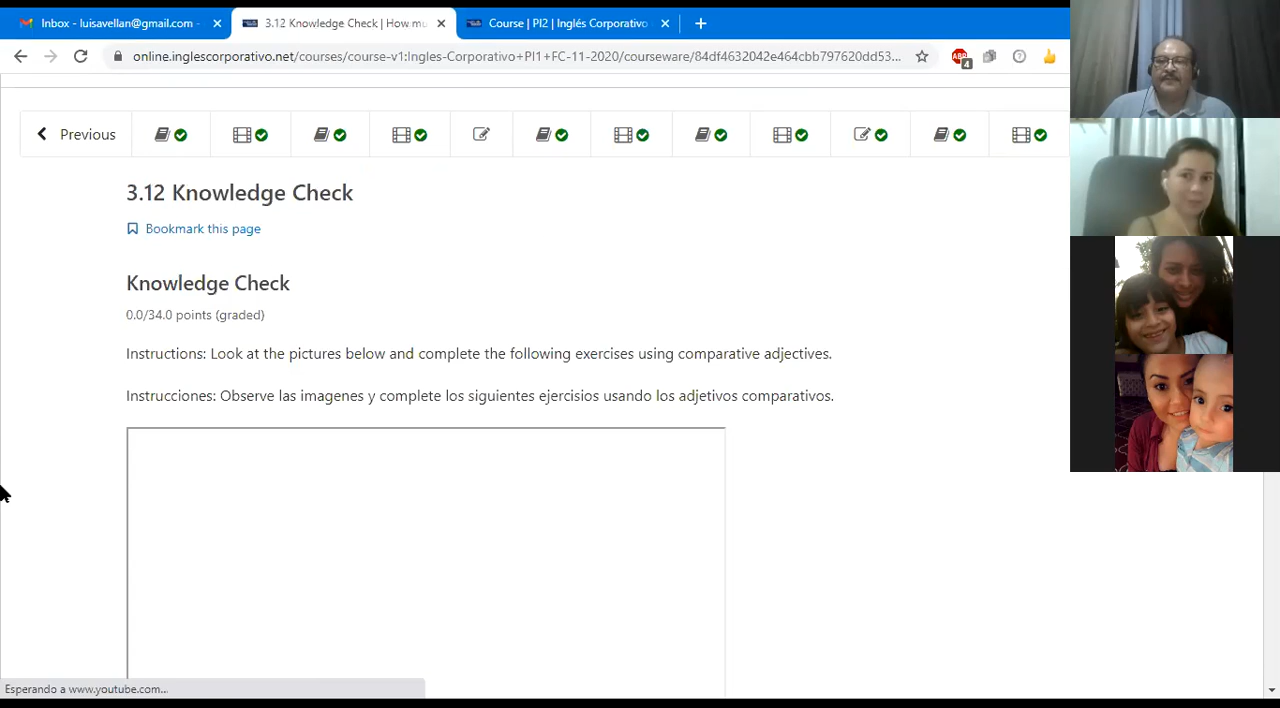 Inbox - luisavellan@gmail.com -
3.12 Knowledge Check | How mu
Course | PI2 | Inglés Corporativo
online.inglescorporativo.net/courses/course-v1:Ingles-Corporativo+PI1+FC-11-2020/courseware/84df4632042e464cbb797620dd53...
ABP
4
Previous
3.12 Knowledge Check
Bookmark this page
Knowledge Check
0.0/34.0 points (graded)
Instructions: Look at the pictures below and complete the following exercises using comparative adjectives.
Instrucciones: Observe las imagenes y complete los siguientes ejercisios usando los adjetivos comparativos.
Esperando a www.youtube.com...